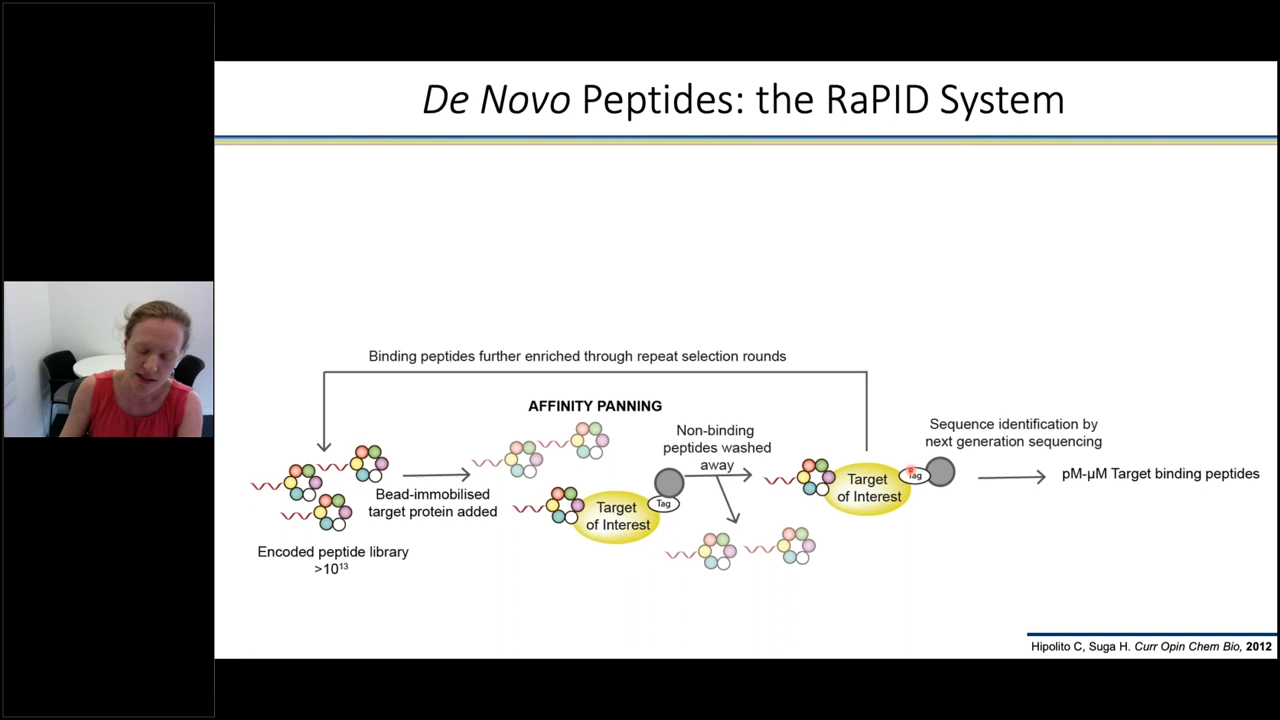 De Novo Peptides: the RaPID System
Binding peptides further enriched through repeat selection rounds
AFFINITY PANNING
Non-binding
peptides washed
away
Sequence identification by
next generation sequencing
Bead-immobilised
target protein added
Target
of Interest
Tag
Target
of Interest
Tag
pM-µM Target binding peptides
Encoded peptide library
>10¹³
Hipolito C, Suga H. Curr Opin Chem Bio, 2012